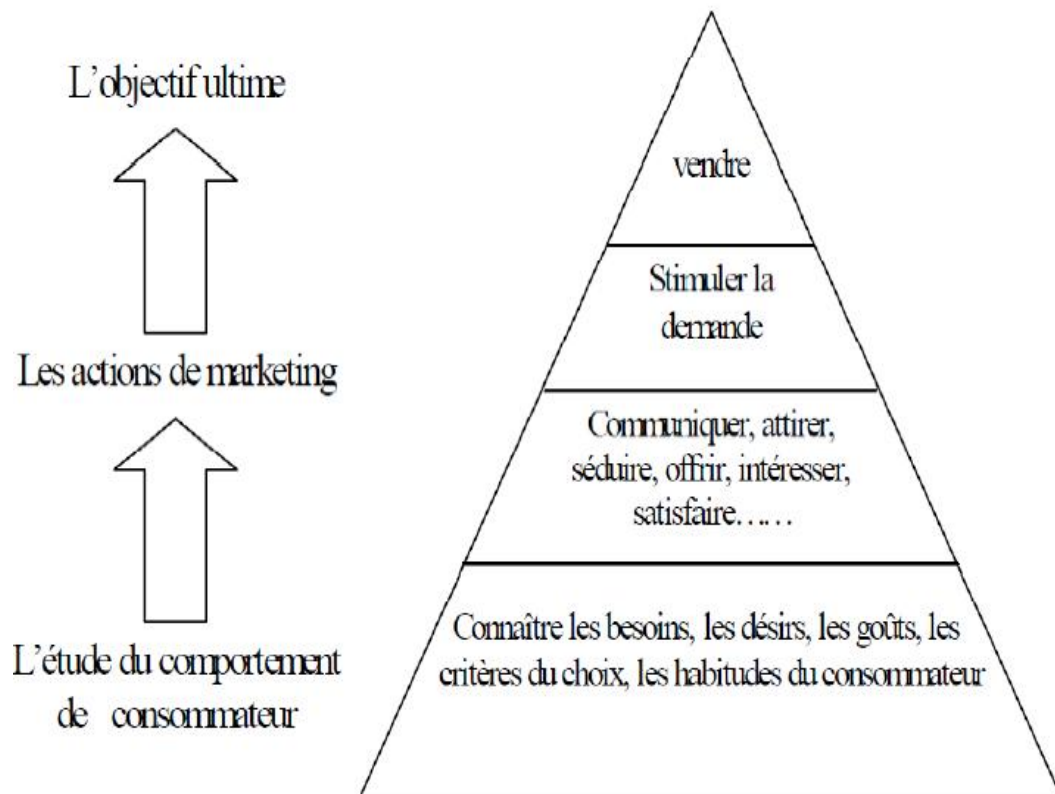 L'objectif ultime
Les actions de marketing
L'étude du comportement
de consommateur
vendre
Stimuler la
demande
Communiquer, attirer,
séduire, offrir, intéresser,
satisfaire……
Connaître les besoins, les désirs, les goûts, les
critères du choix, les habitudes du consommateur